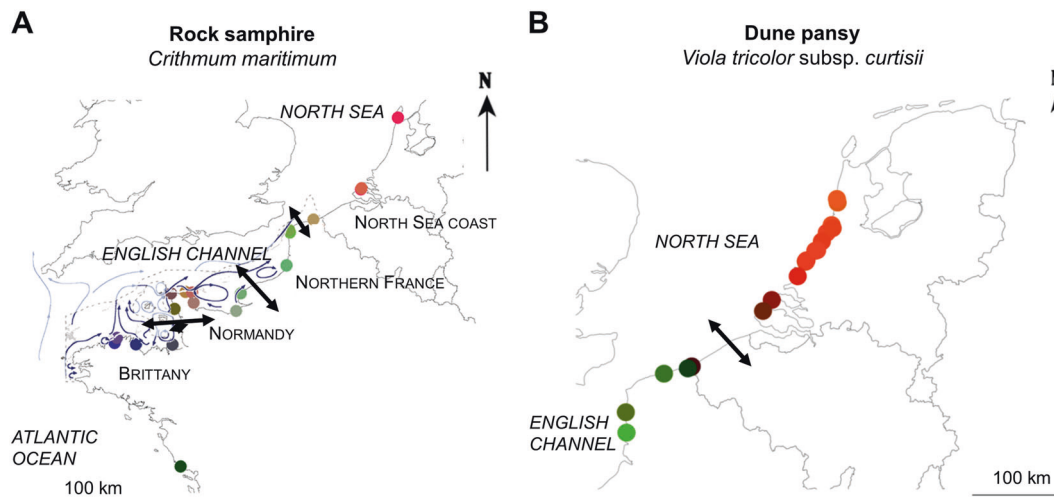 A
Rock samphire
Crithmum maritimum
N
NORTH SEA
NORTH SEA COAST
ENGLISH CHANNEL
NORTHERN FRANCE
NORMANDY
BRITTANY
ATLANTIC
OCEAN
100 km
B
Dune pansy
Viola tricolor subsp. curtisii
NORTH SEA
ENGLISH
CHANNEL
100 km